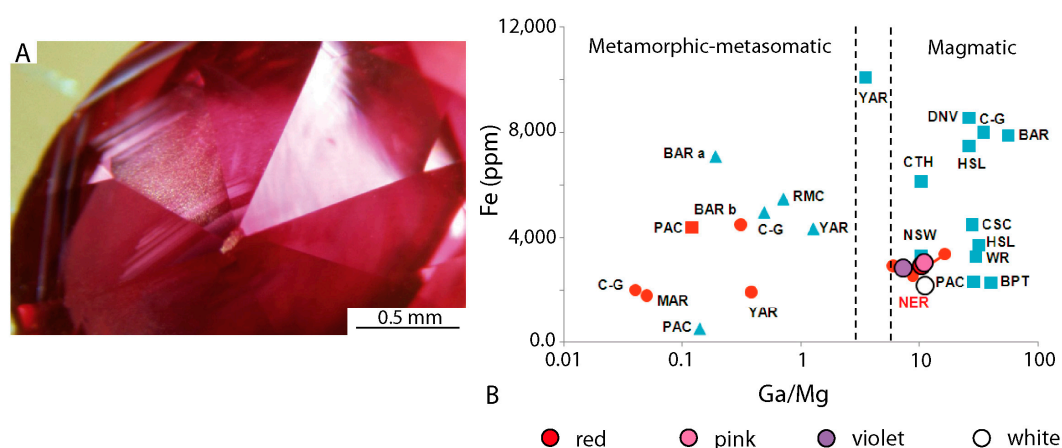 A
0.5 mm
12,000
8,000
4,000
0.0
Fe (ppm)
Metamorphic-metasomatic
Magmatic
YAR
DNV
C-G
BAR
HSL
BAR a
CTH
RMC
BAR b
PAC
C-G
YAR
NSW
CSC
HSL
WR
C-G
MAR
YAR
PAC
BPT
NER
PAC
0.01
0.1
1
10
100
Ga/Mg
B
red
pink
violet
white